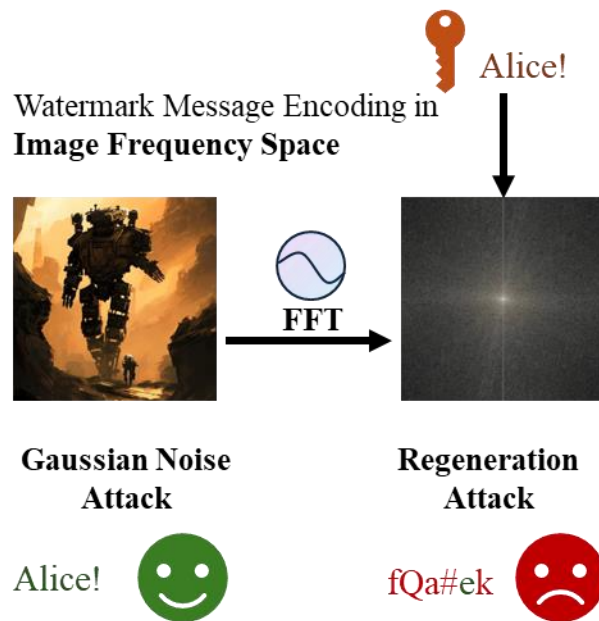 Alice!
Watermark Message Encoding in
Image Frequency Space
FFT
Gaussian Noise
Attack
Regeneration
Attack
Alice!
fQa#ek